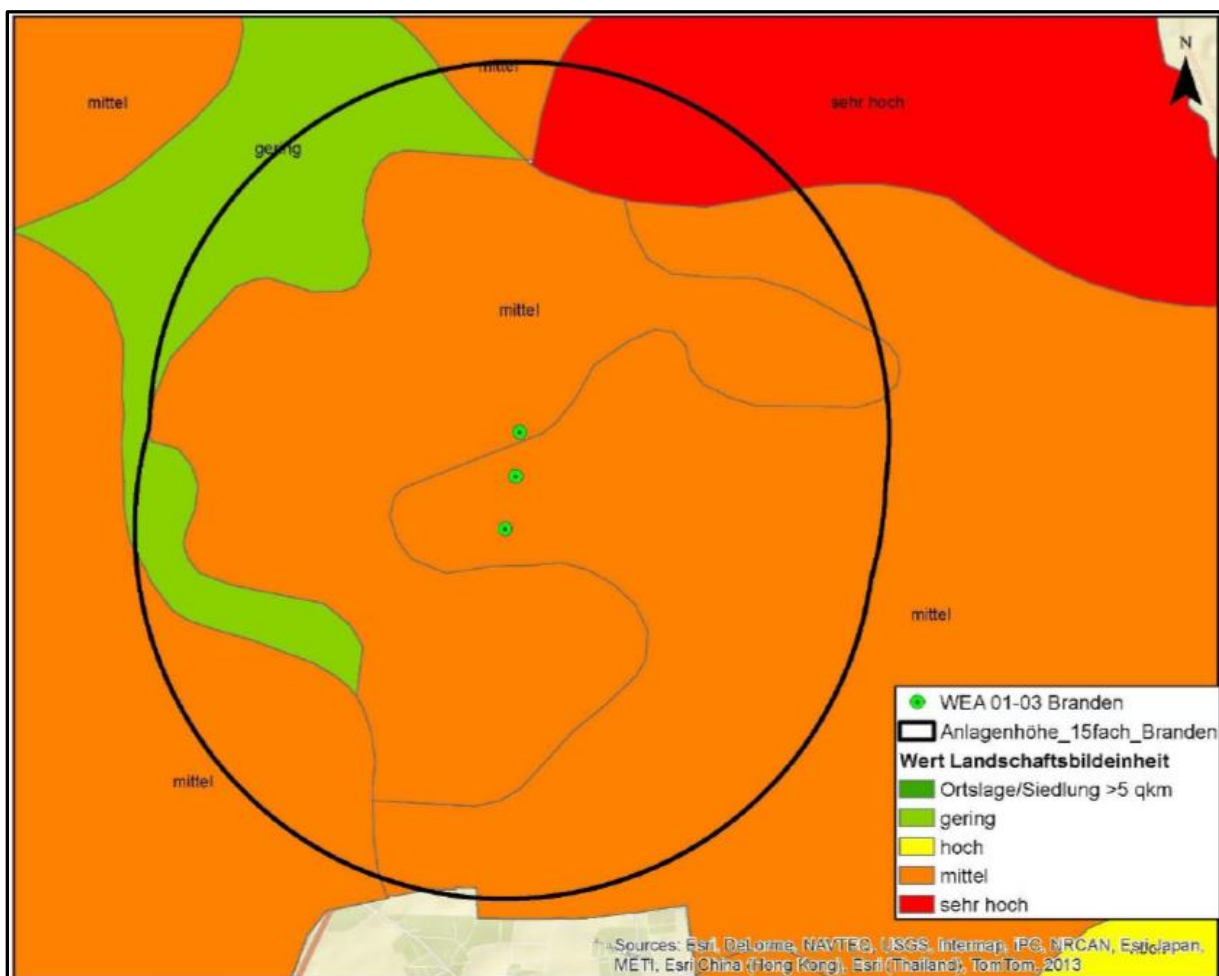 N
mittel
mittel
sehr hoch
gering
mittel
mittel
mittel
WEA 01-03 Branden
Anlagenhöhe_15fach_Branden
Wert Landschaftsbildeinheit
Ortslage/Siedlung >5 qkm
gering
hoch
mittel
sehr hoch
Sources: Esri, DeLorme, NAVTEQ, USGS, Intermap, iPC, NRCAN, Esri Japan,
METI, Esri China (Hong Kong), Esri (Thailand), TomTom, 2013